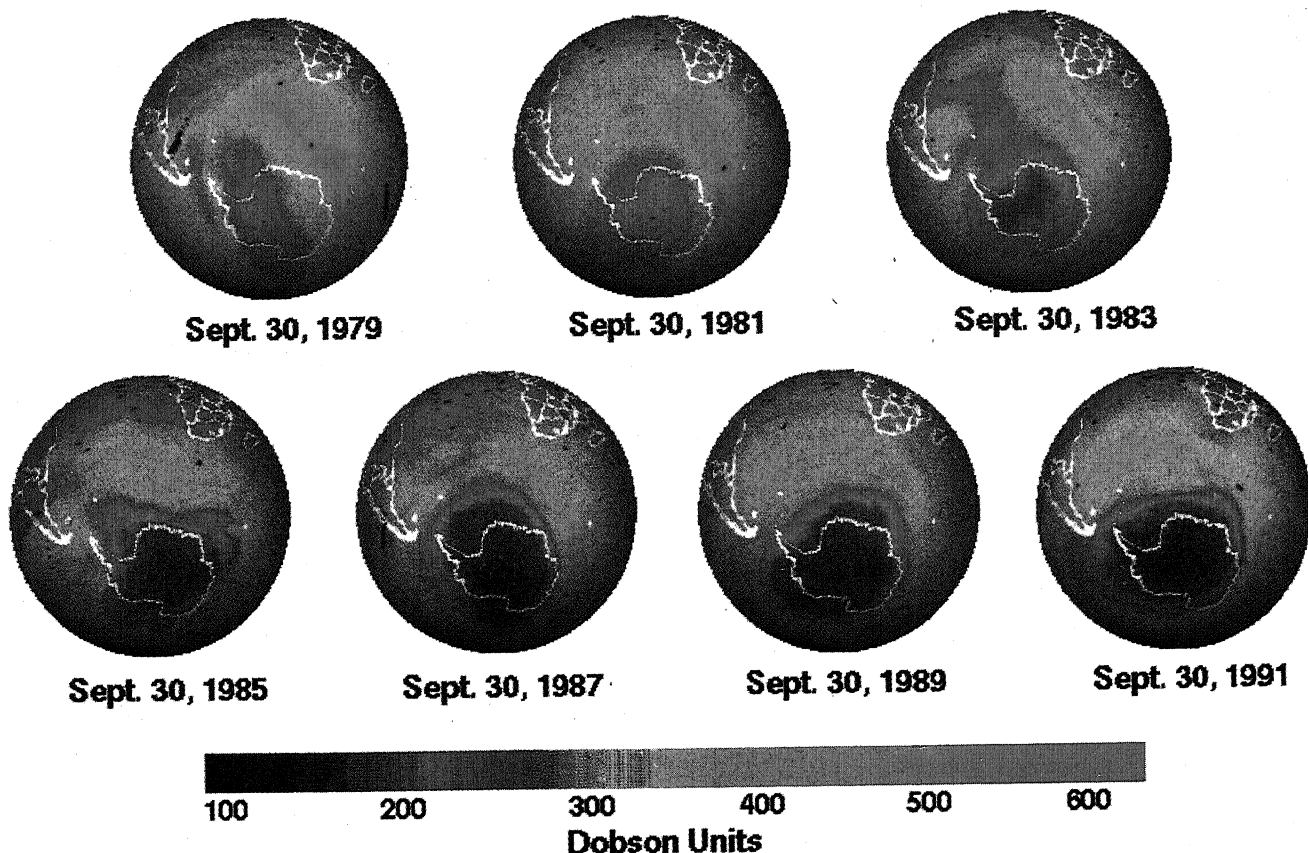 Sept. 30, 1979
Sept. 30, 1981
Sept. 30, 1983
Sept. 30, 1985
Sept. 30, 1987
Sept. 30, 1989
Sept. 30, 1991
100 200 300 400 500 600
Dobson Units